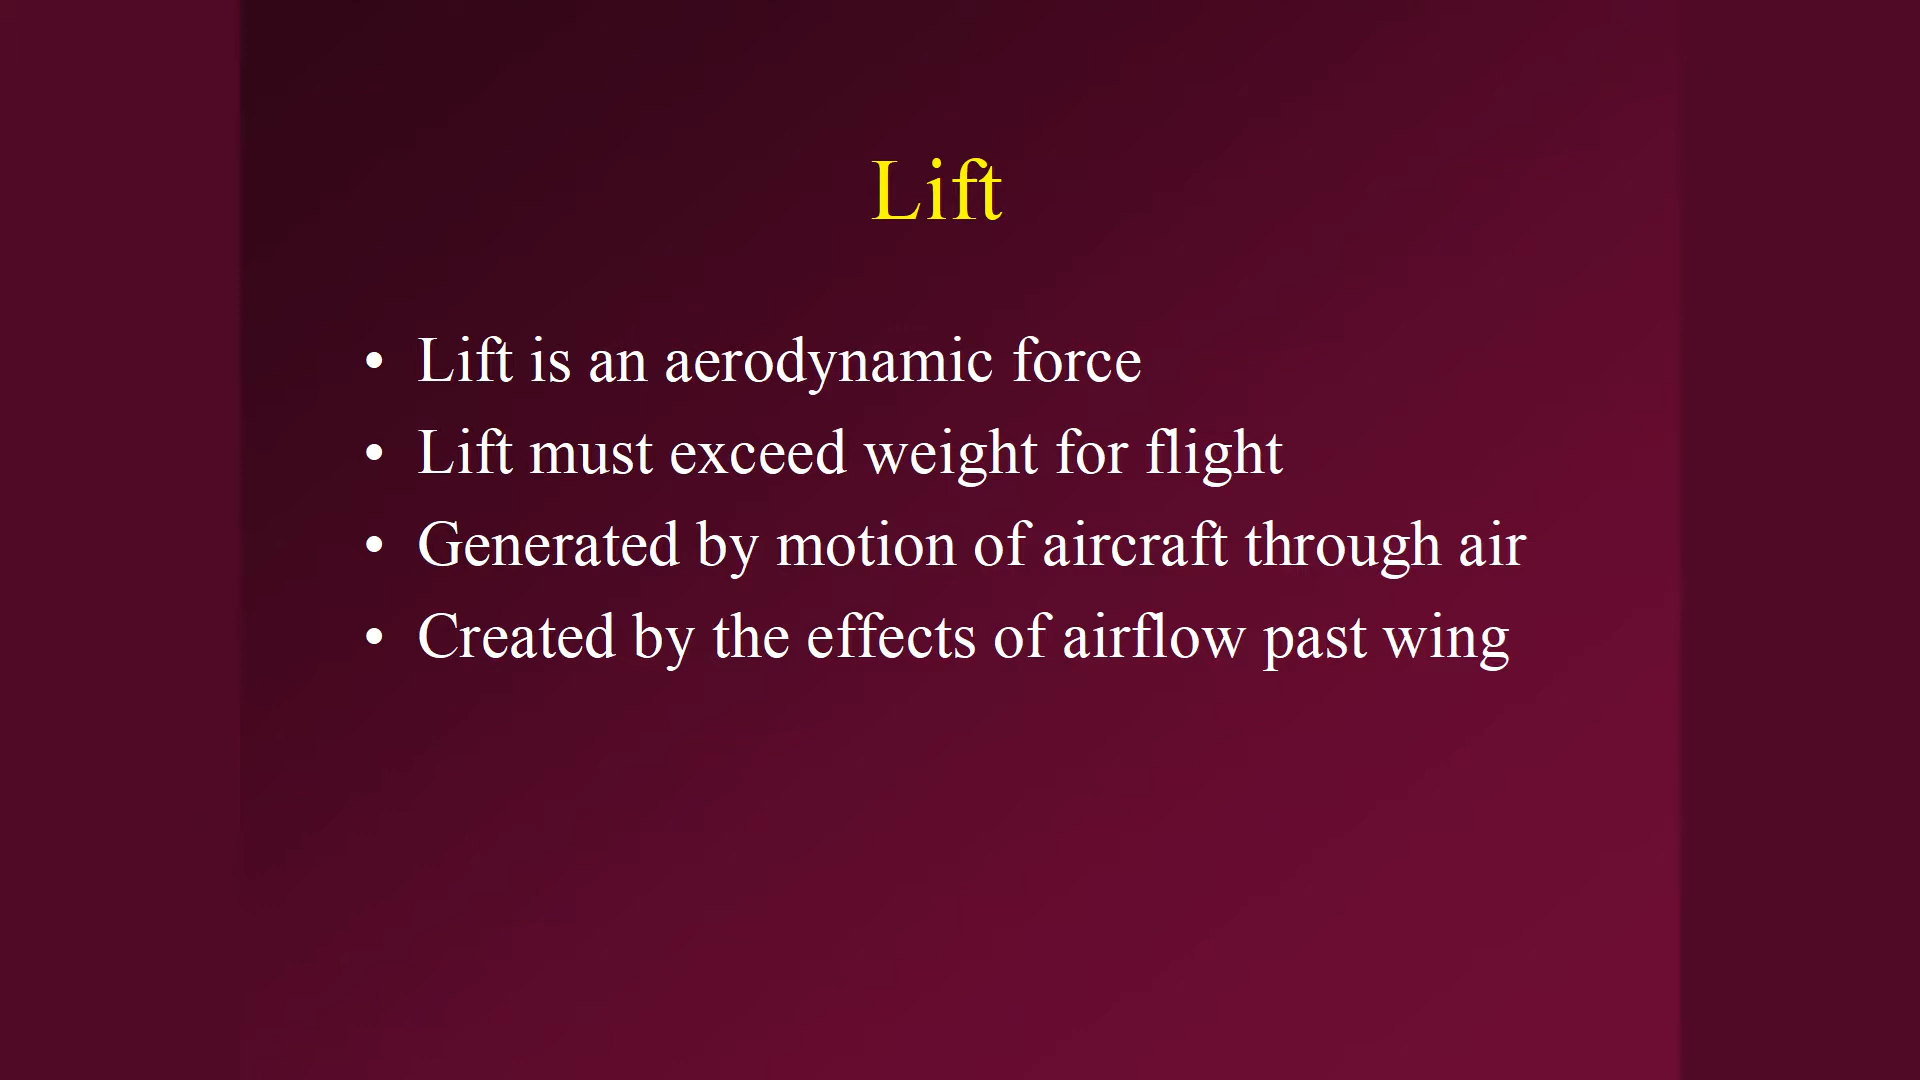 Lift
• Lift is an aerodynamic force
• Lift must exceed weight for flight
• Generated by motion of aircraft through air
• Created by the effects of airflow past wing